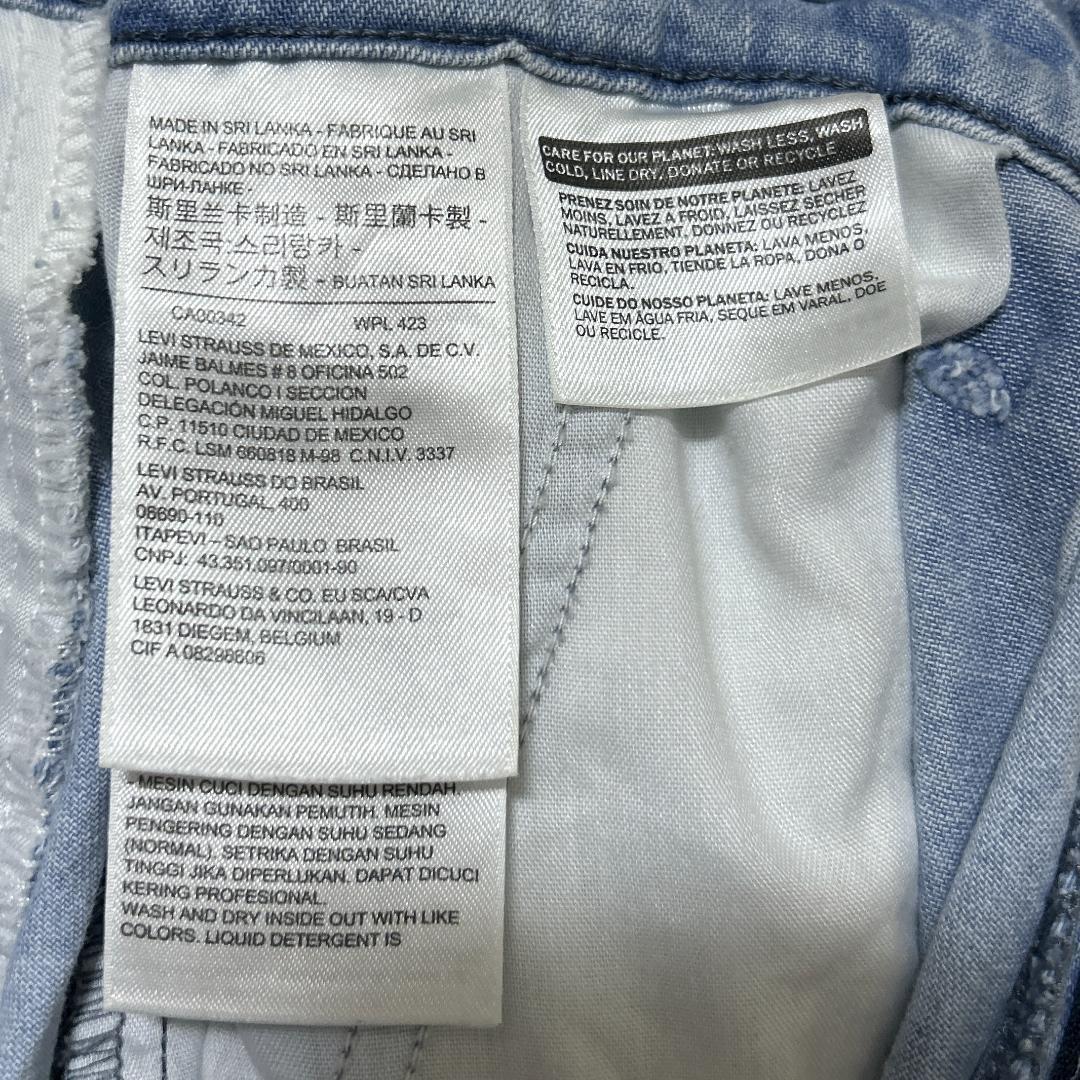 MADE IN SRI LANKA - FABRIQUE AU SRI
LANKA - FABRICADO EN SRI LANKA -
FABRICADO NO SRI LANKA - СДЕЛАНО В
ШРИ-ЛАНКЕ -
斯里兰卡制造 - 斯里蘭卡製 -
제조국:스리랑카 -
スリランカ製 - BUATAN SRI LANKA
CA00342 WPL 423
LEVI STRAUSS DE MEXICO, S.A. DE C.V.
JAIME BALMES # 8 OFICINA 502
COL. POLANCO I SECCION
DELEGACIÓN MIGUEL HIDALGO
C.P. 11510 CIUDAD DE MEXICO
R.F.C. LSM 660818 M-98 C.N.I.V. 3337
LEVI STRAUSS DO BRASIL
AV. PORTUGAL, 400
06690-110
ITAPEVI – SAO PAULO BRASIL
CNPJ: 43.351.097/0001-90
LEVI STRAUSS & CO. EU SCA/CVA
LEONARDO DA VINCILAAN, 19 - D
1831 DIEGEM, BELGIUM
CIF A 08298606
- MESIN CUCI DENGAN SUHU RENDAH
JANGAN GUNAKAN PEMUTIH. MESIN
PENGERING DENGAN SUHU SEDANG
(NORMAL). SETRIKA DENGAN SUHU
TINGGI JIKA DIPERLUKAN. DAPAT DICUCI
KERING PROFESIONAL.
WASH AND DRY INSIDE OUT WITH LIKE
COLORS. LIQUID DETERGENT IS
CARE FOR OUR PLANET: WASH LESS, WASH
COLD, LINE DRY, DONATE OR RECYCLE
PRENEZ SOIN DE NOTRE PLANETE: LAVEZ
MOINS, LAVEZ A FROID, LAISSEZ SECHER
NATURELLEMENT, DONNEZ OU RECYCLEZ
CUIDA NUESTRO PLANETA: LAVA MENOS,
LAVA EN FRIO, TIENDE LA ROPA, DONA O
RECICLA.
CUIDE DO NOSSO PLANETA: LAVE MENOS,
LAVE EM ÁGUA FRIA, SEQUE EM VARAL, DOE
OU RECICLE.